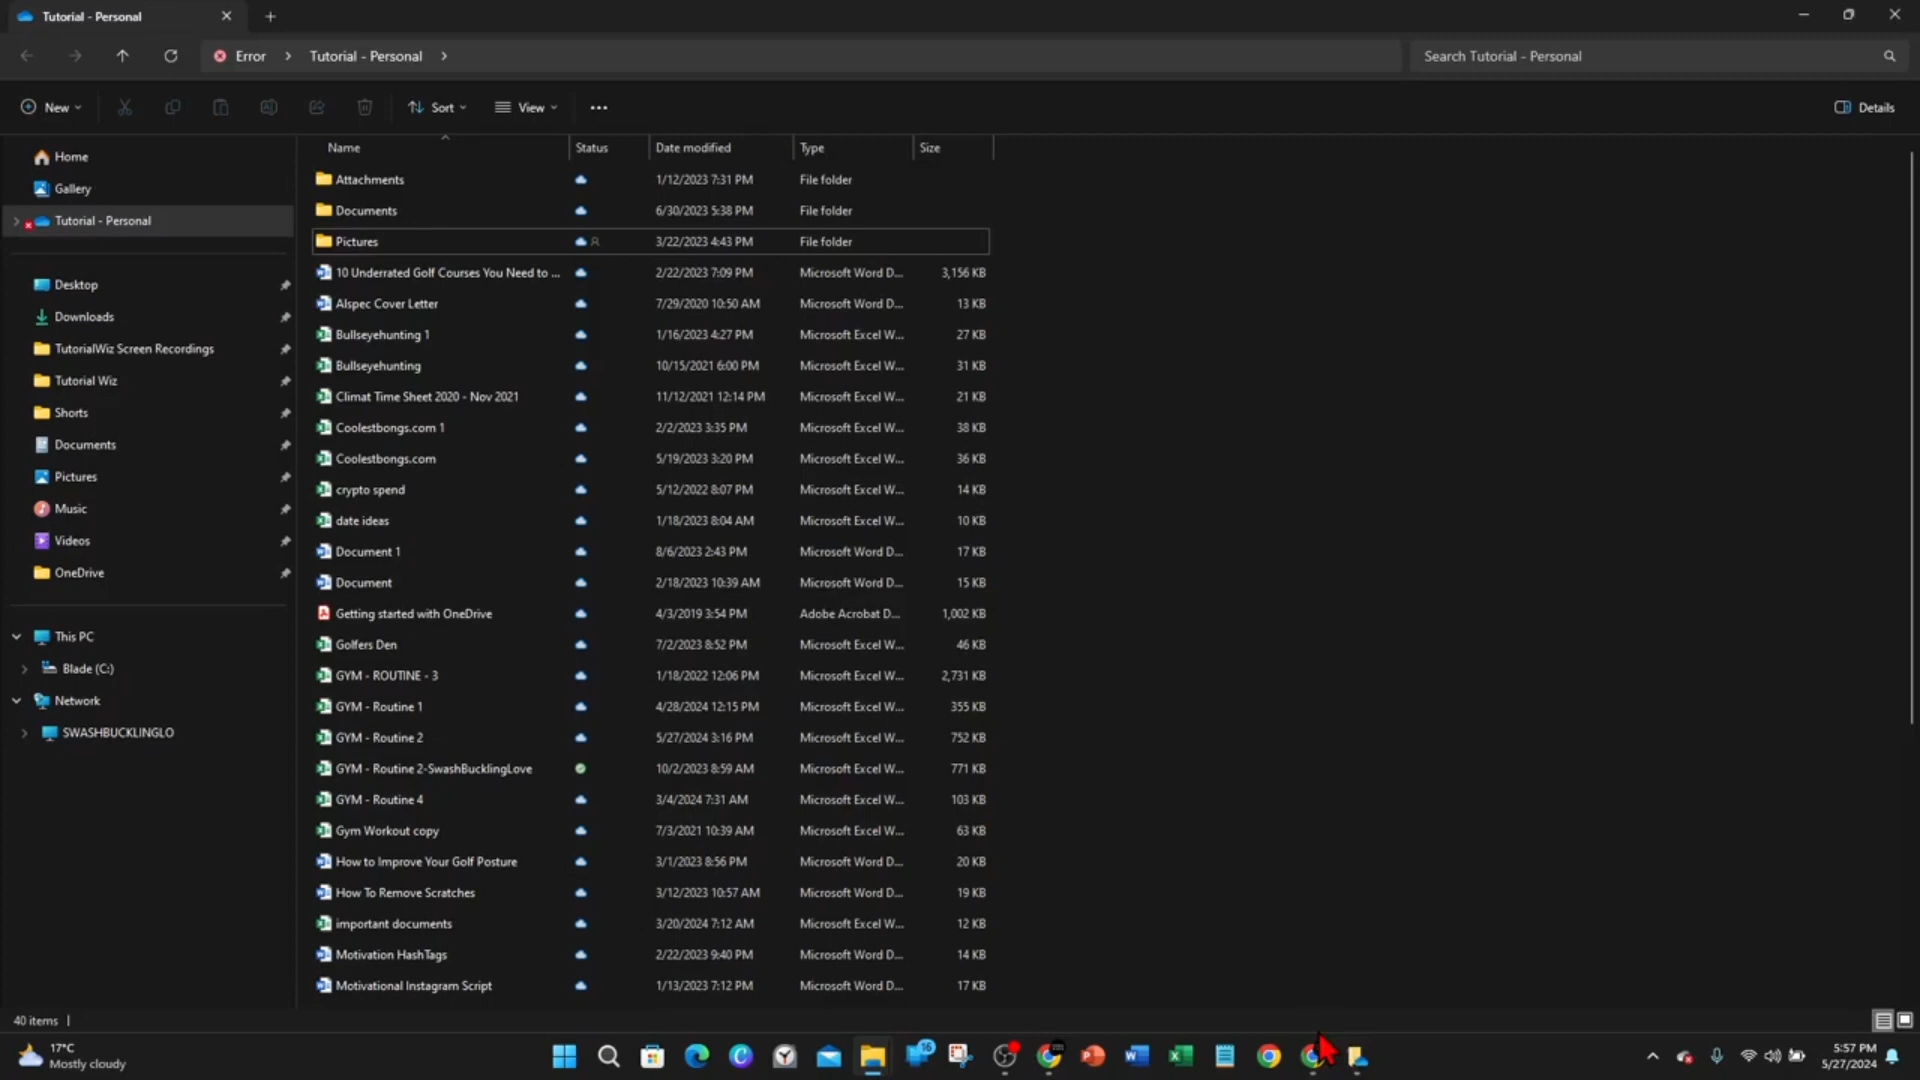 Tutorial - Personal
Error Tutorial - Personal
Search Tutorial - Personal
New Sort View Details
Home
Gallery
Tutorial - Personal
Desktop
Downloads
TutorialWiz Screen Recordings
Tutorial Wiz
Shorts
Documents
Pictures
Music
Videos
OneDrive
This PC
Blade (C:)
Network
SWASHBUCKLINGLO
Name Status Date modified Type Size
Attachments 1/12/2023 7:31 PM File folder
Documents 6/30/2023 5:38 PM File folder
Pictures 3/22/2023 4:43 PM File folder
10 Underrated Golf Courses You Need to ... 2/22/2023 7:09 PM Microsoft Word D... 3,156 KB
Alspec Cover Letter 7/29/2020 10:50 AM Microsoft Word D... 13 KB
Bullseyehunting 1 1/16/2023 4:27 PM Microsoft Excel W... 27 KB
Bullseyehunting 10/15/2021 6:00 PM Microsoft Excel W... 31 KB
Climat Time Sheet 2020 - Nov 2021 11/12/2021 12:14 PM Microsoft Excel W... 21 KB
Coolestbongs.com 1 2/2/2023 3:35 PM Microsoft Excel W... 38 KB
Coolestbongs.com 5/19/2023 3:20 PM Microsoft Excel W... 36 KB
crypto spend 5/12/2022 8:07 PM Microsoft Excel W... 14 KB
date ideas 1/18/2023 8:04 AM Microsoft Excel W... 10 KB
Document 1 8/6/2023 2:43 PM Microsoft Word D... 17 KB
Document 2/18/2023 10:39 AM Microsoft Word D... 15 KB
Getting started with OneDrive 4/3/2019 3:54 PM Adobe Acrobat D... 1,002 KB
Golfers Den 7/2/2023 8:52 PM Microsoft Excel W... 46 KB
GYM - ROUTINE - 3 1/18/2022 12:06 PM Microsoft Excel W... 2,731 KB
GYM - Routine 1 4/28/2024 12:15 PM Microsoft Excel W... 355 KB
GYM - Routine 2 5/27/2024 3:16 PM Microsoft Excel W... 752 KB
GYM - Routine 2-SwashBucklingLove 10/2/2023 8:59 AM Microsoft Excel W... 771 KB
GYM - Routine 4 3/4/2024 7:31 AM Microsoft Excel W... 103 KB
Gym Workout copy 7/3/2021 10:39 AM Microsoft Excel W... 63 KB
How to Improve Your Golf Posture 3/1/2023 8:56 PM Microsoft Word D... 20 KB
How To Remove Scratches 3/12/2023 10:57 AM Microsoft Word D... 19 KB
important documents 3/20/2024 7:12 AM Microsoft Excel W... 12 KB
Motivation HashTags 2/22/2023 9:40 PM Microsoft Word D... 14 KB
Motivational Instagram Script 1/13/2023 7:12 PM Microsoft Word D... 17 KB
40 items
17°C
Mostly cloudy
16
5:57 PM
5/27/2024